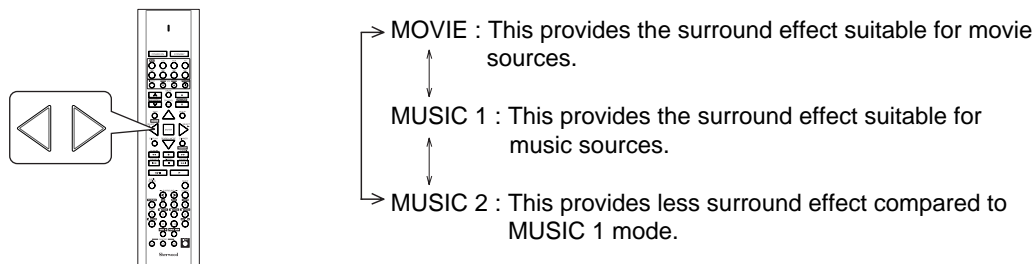 MOVIE : This provides the surround effect suitable for movie
sources.
MUSIC 1 : This provides the surround effect suitable for
music sources.
MUSIC 2 : This provides less surround effect compared to
MUSIC 1 mode.
Sherwood